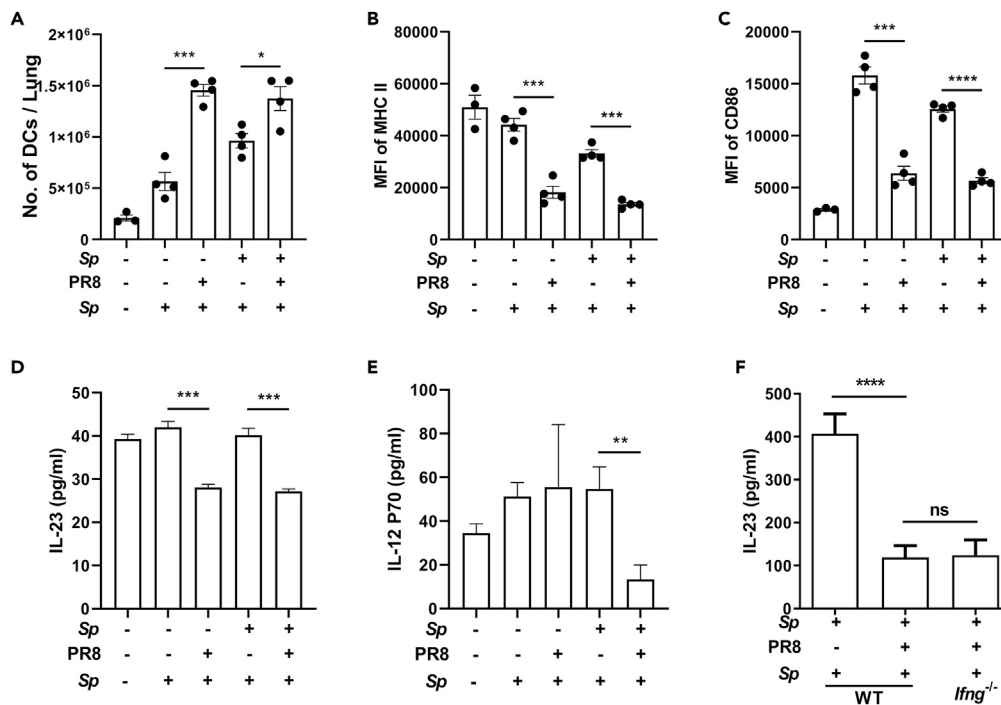 A
No. of DCs / Lung
2×10⁶
1.5×10⁶
1×10⁶
5×10⁵
0
***
*
Sp - - - + +
PR8 - - + - +
Sp - + + + +
B
MFI of MHC II
80000
60000
40000
20000
0
***
***
Sp - - - + +
PR8 - - + - +
Sp - + + + +
C
MFI of CD86
20000
15000
10000
5000
0
***
****
Sp - - - + +
PR8 - - + - +
Sp - + + + +
D
IL-23 (pg/ml)
50
40
30
20
10
0
***
***
Sp - - - + +
PR8 - - + - +
Sp - + + + +
E
IL-12 P70 (pg/ml)
100
80
60
40
20
0
**
Sp - - - + +
PR8 - - + - +
Sp - + + + +
F
IL-23 (pg/ml)
500
400
300
200
100
0
****
ns
Sp + + +
PR8 - + +
Sp + + +
WT Ifng⁻/⁻